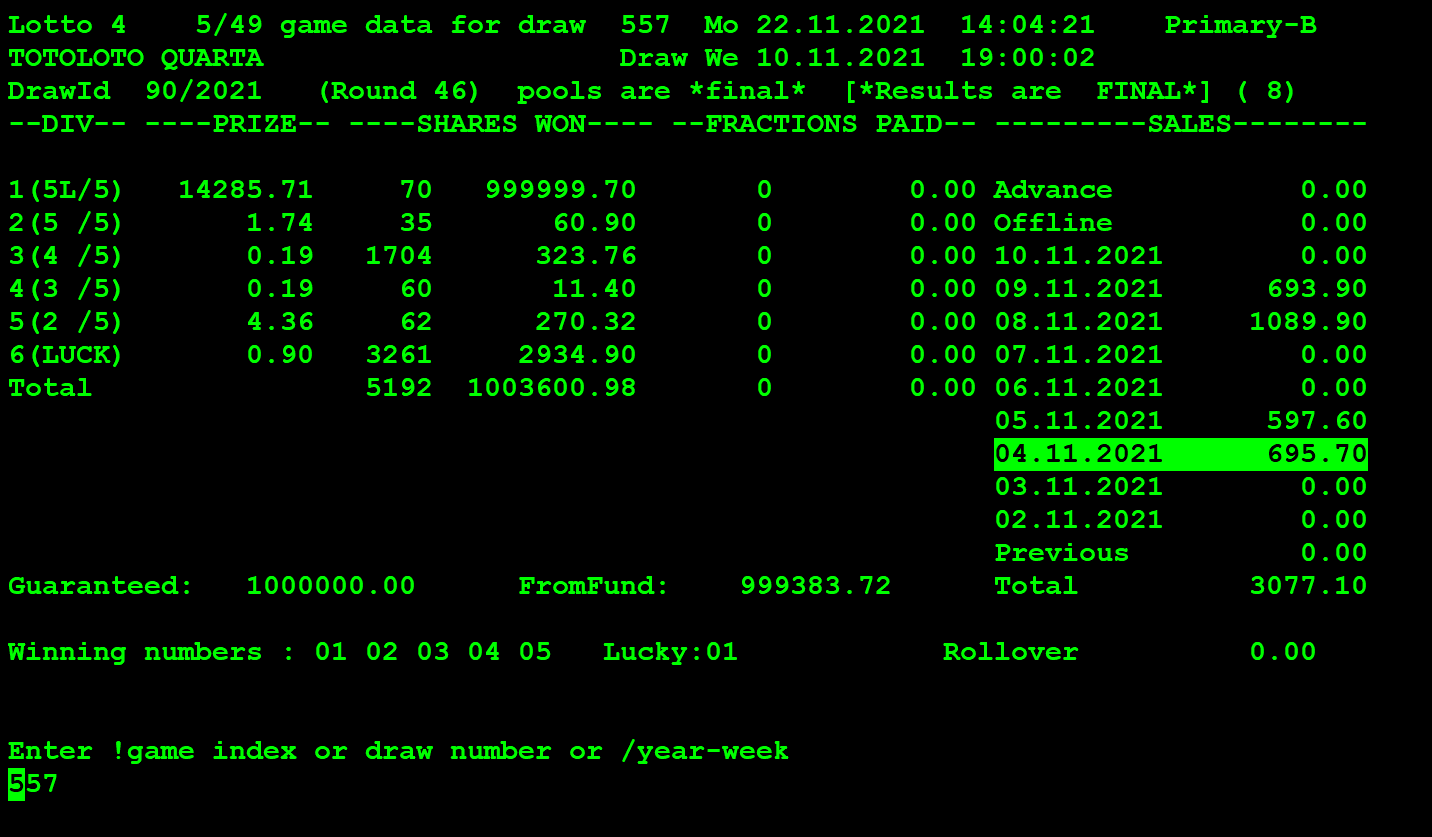 Lotto 4    5/49 game data for draw  557  Mo 22.11.2021  14:04:21    Primary-B
TOTOLOTO QUARTA                     Draw We 10.11.2021  19:00:02
DrawId  90/2021   (Round 46)  pools are *final*  [*Results are  FINAL*] ( 8)
--DIV-- ----PRIZE-- ----SHARES WON---- --FRACTIONS PAID-- ---------SALES--------
1(5L/5)   14285.71     70   999999.70       0        0.00 Advance           0.00
2(5 /5)       1.74     35       60.90       0        0.00 Offline           0.00
3(4 /5)       0.19   1704      323.76       0        0.00 10.11.2021        0.00
4(3 /5)       0.19     60       11.40       0        0.00 09.11.2021      693.90
5(2 /5)       4.36     62      270.32       0        0.00 08.11.2021     1089.90
6(LUCK)       0.90   3261     2934.90       0        0.00 07.11.2021        0.00
Total                5192  1003600.98       0        0.00 06.11.2021        0.00
05.11.2021      597.60
04.11.2021      695.70
03.11.2021        0.00
02.11.2021        0.00
Previous          0.00
Guaranteed:   1000000.00      FromFund:    999383.72      Total          3077.10
Winning numbers : 01 02 03 04 05   Lucky:01            Rollover          0.00
Enter !game index or draw number or /year-week
557